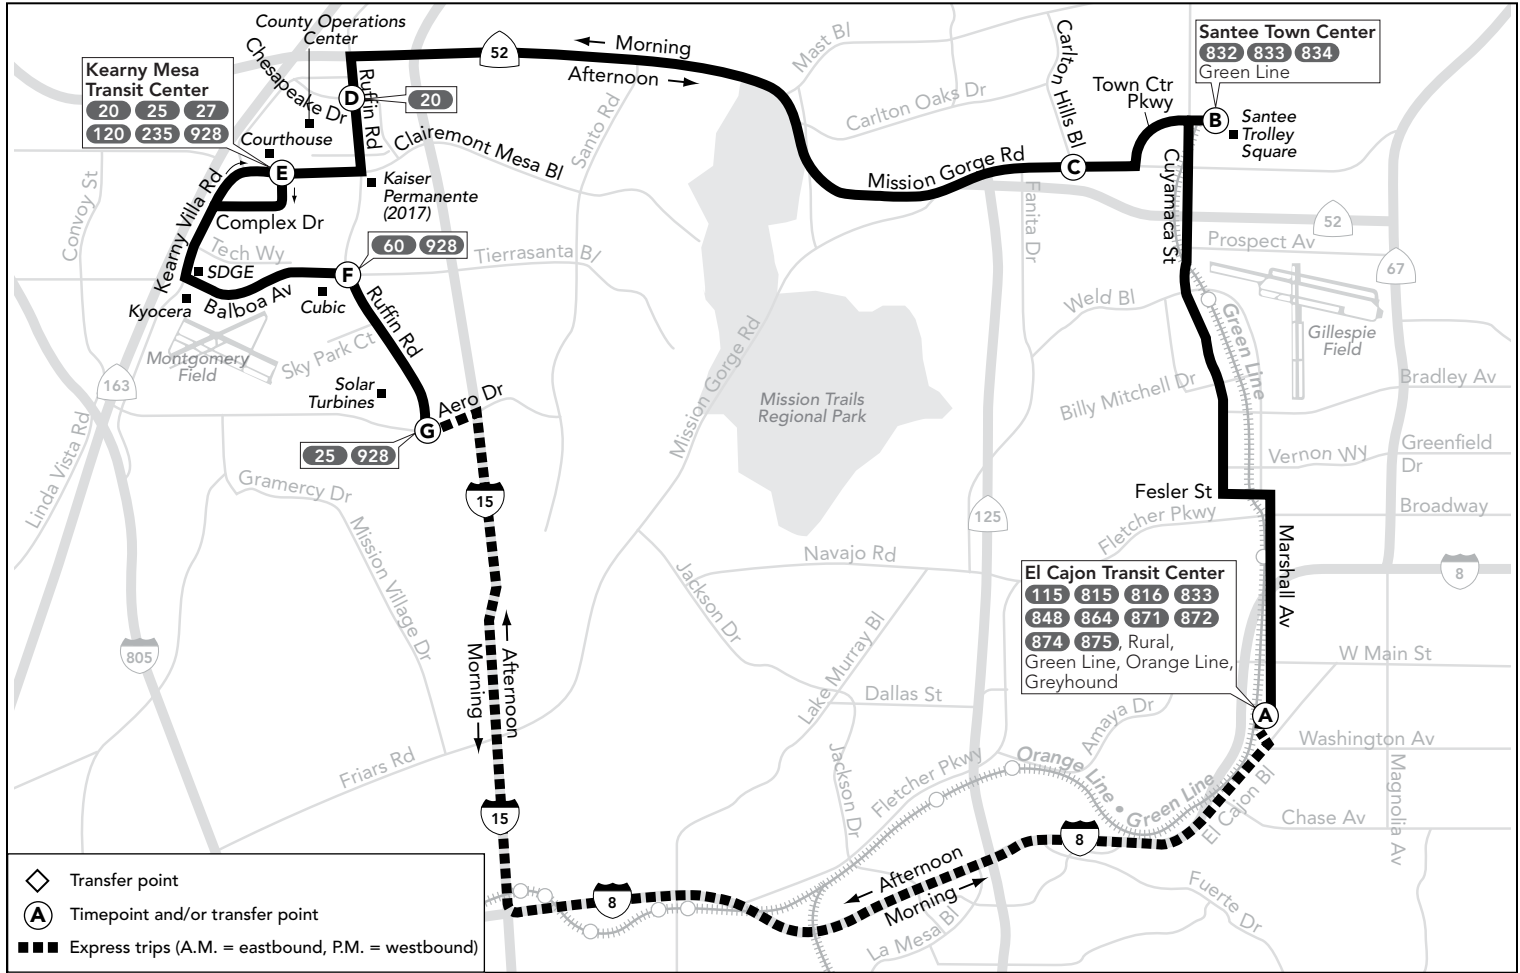 County Operations
Center
Chesapeake Dr
Kearny Mesa
Transit Center
20 25 27
120 235 928
Courthouse
D
20
Ruffin Rd
52
Morning
Afternoon
Mast Bl
Carlton Oaks Dr
Carlton Hills Bl
Town Ctr
Pkwy
Santee Town Center
832 833 834
Green Line
B
Santee
Trolley
Square
Clairemont Mesa Bl
Santo Rd
E
Kaiser
Permanente
(2017)
Convoy St
Kearny Villa Rd
Complex Dr
Tech Wy
SDGE
Kyocera
Balboa Av
Cubic
60 928
F
Tierrasanta Bl
Ruffin Rd
Mission Gorge Rd
C
Fanita Dr
Cuyamaca St
52
Prospect Av
67
Weld Bl
Green Line
Gillespie
Field
Montgomery
Field
Sky Park Ct
163
Solar
Turbines
Aero Dr
G
25 928
Linda Vista Rd
Gramercy Dr
Mission Village Dr
15
Mission Gorge Rd
Mission Trails
Regional Park
Billy Mitchell Dr
Bradley Av
Vernon Wy
Greenfield
Dr
Fesler St
Broadway
Fletcher Pkwy
125
Navajo Rd
Marshall Av
8
El Cajon Transit Center
115 815 816 833
848 864 871 872
874 875, Rural,
Green Line, Orange Line,
Greyhound
Jackson Dr
Lake Murray Bl
805
Afternoon
Morning
W Main St
Dallas St
Amaya Dr
A
Washington Av
Friars Rd
Jackson Dr
Fletcher Pkwy
Orange Line • Green Line
El Cajon Bl
Magnolia Av
15
Chase Av
8
Afternoon
Morning
8
La Mesa Bl
Fuerte Dr
Transfer point
A Timepoint and/or transfer point
Express trips (A.M. = eastbound, P.M. = westbound)